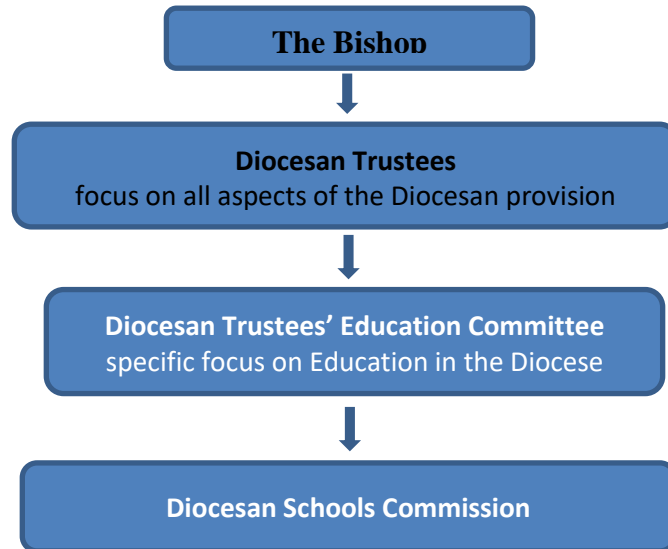 The Bishop
Diocesan Trustees
focus on all aspects of the Diocesan provision
Diocesan Trustees’ Education Committee
specific focus on Education in the Diocese
Diocesan Schools Commission